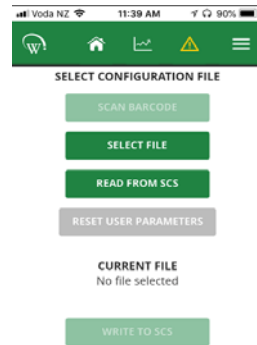 Voda NZ 11:39 AM 90%
W
SELECT CONFIGURATION FILE
SCAN BARCODE
SELECT FILE
READ FROM SCS
RESET USER PARAMETERS
CURRENT FILE
No file selected
WRITE TO SCS